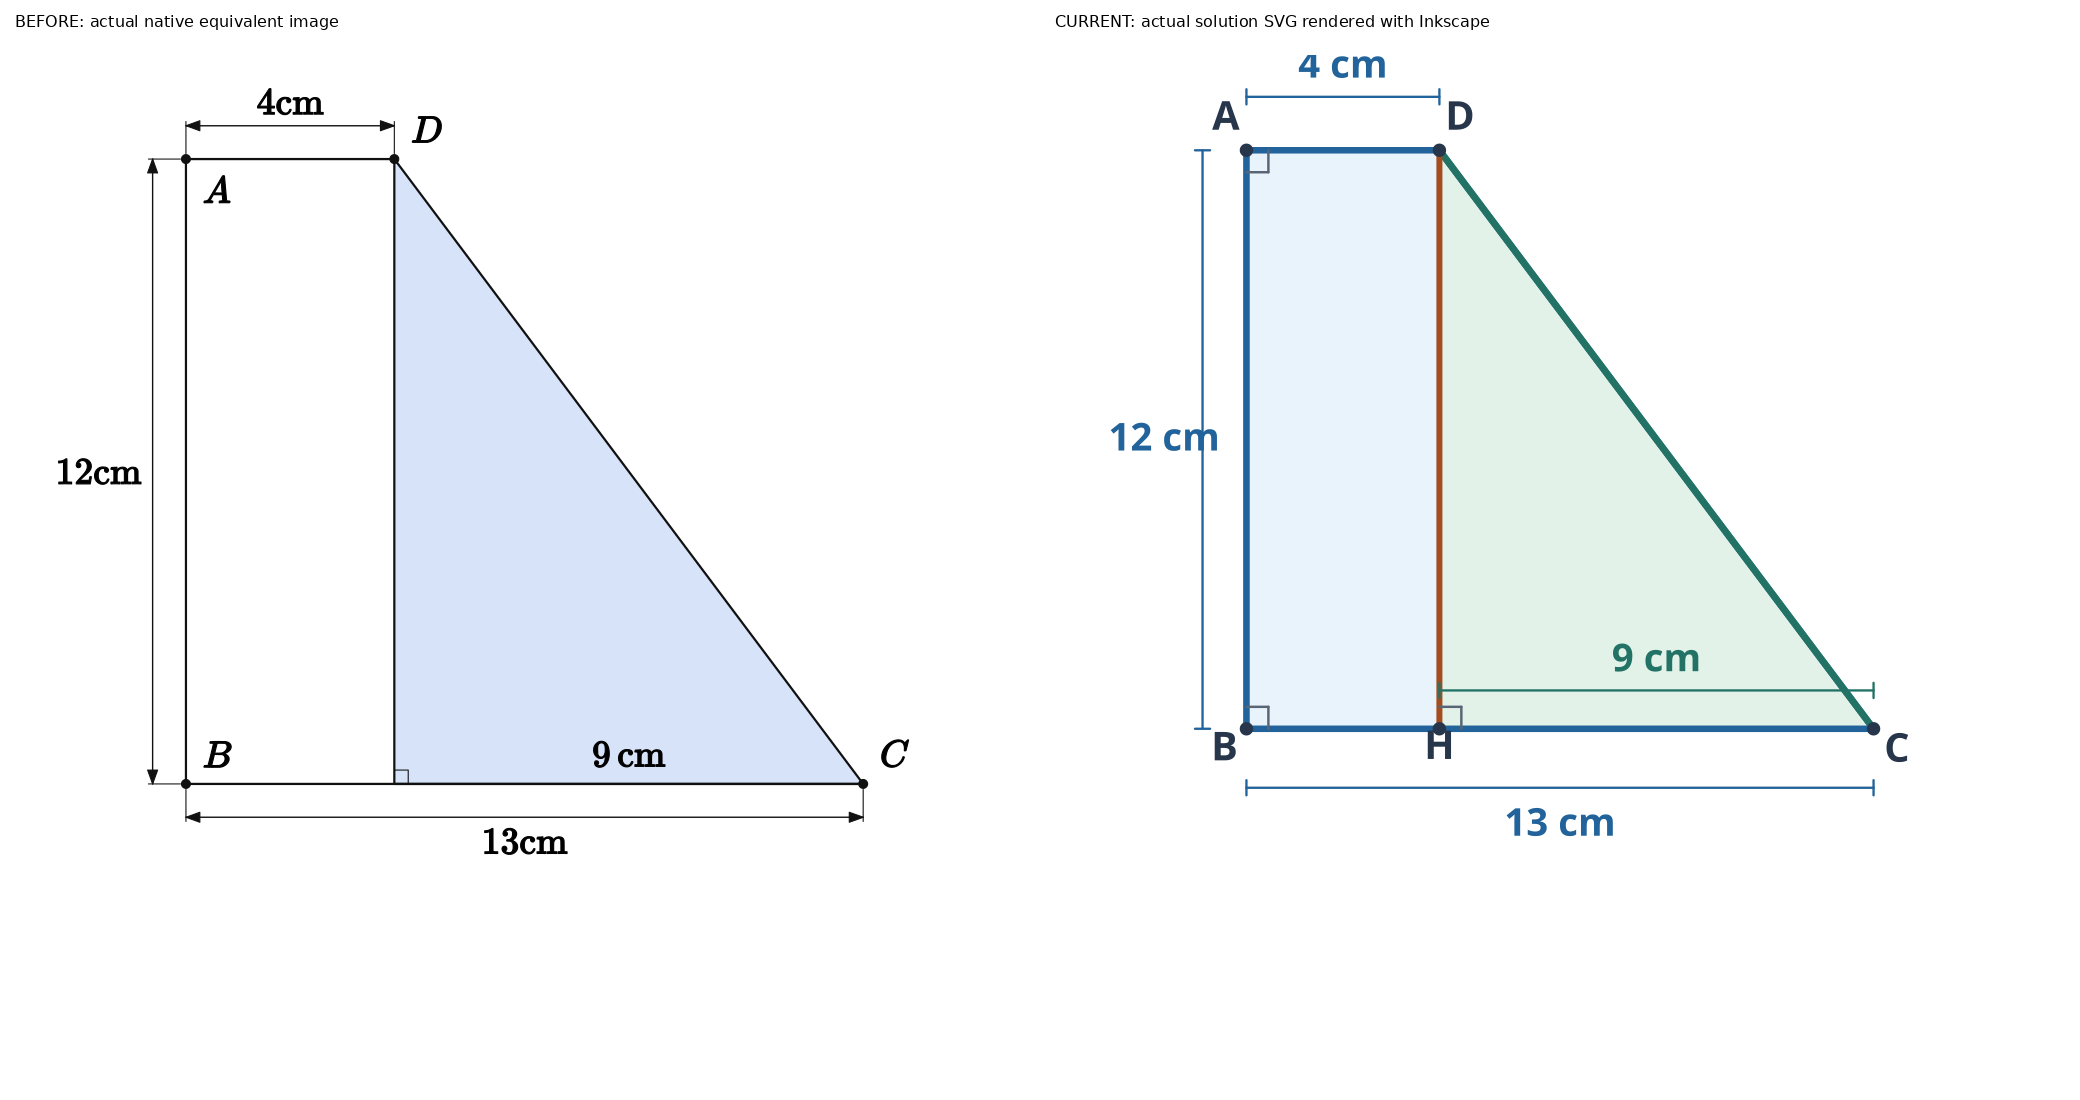 BEFORE: actual native equivalent image
4cm
D
A
12cm
B
9 cm
C
13cm
CURRENT: actual solution SVG rendered with Inkscape
4 cm
A
D
12 cm
9 cm
B
H
C
13 cm